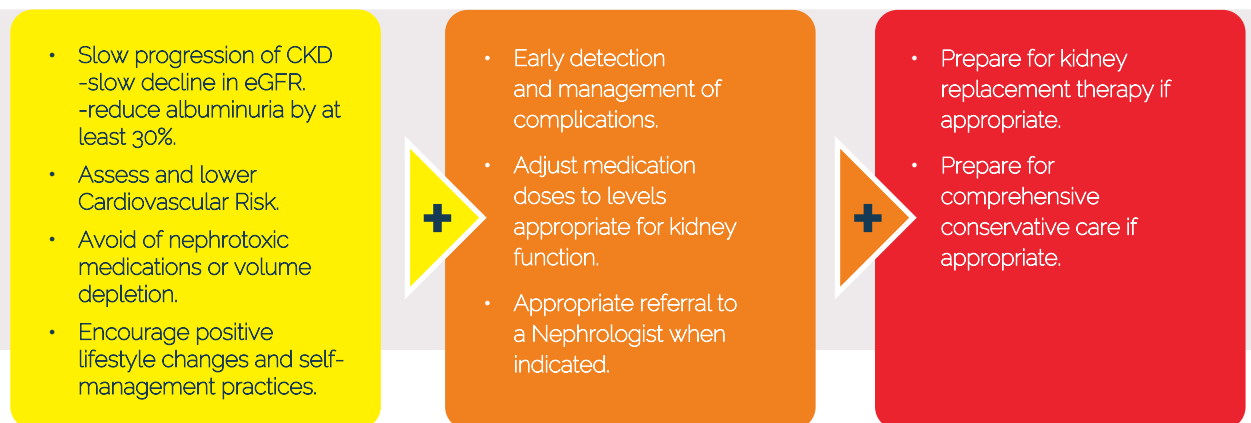 • Slow progression of CKD
-slow decline in eGFR.
-reduce albuminuria by at
least 30%.
• Assess and lower
Cardiovascular Risk.
• Avoid of nephrotoxic
medications or volume
depletion.
• Encourage positive
lifestyle changes and self-
management practices.
+
• Early detection
and management of
complications.
• Adjust medication
doses to levels
appropriate for kidney
function.
• Appropriate referral to
a Nephrologist when
indicated.
+
• Prepare for kidney
replacement therapy if
appropriate.
• Prepare for
comprehensive
conservative care if
appropriate.